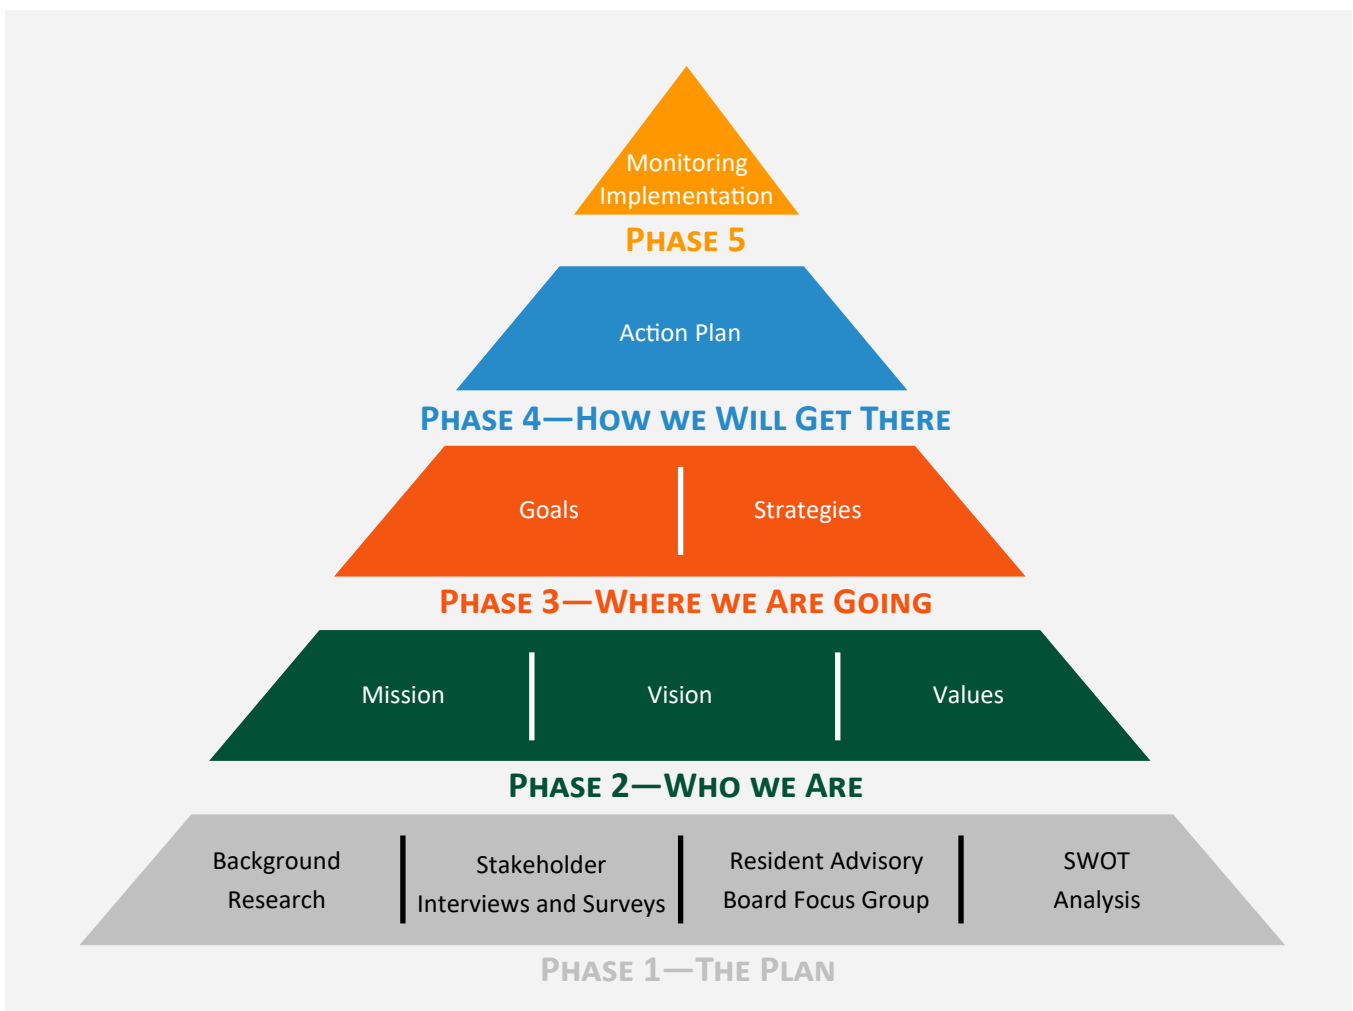 Monitoring
Implementation
Phase 5
Action Plan
Phase 4—How we Will Get There
Goals
Strategies
Phase 3—Where we Are Going
Mission
Vision
Values
Phase 2—Who we Are
Background
Research
Stakeholder
Interviews and Surveys
Resident Advisory
Board Focus Group
SWOT
Analysis
Phase 1—The Plan